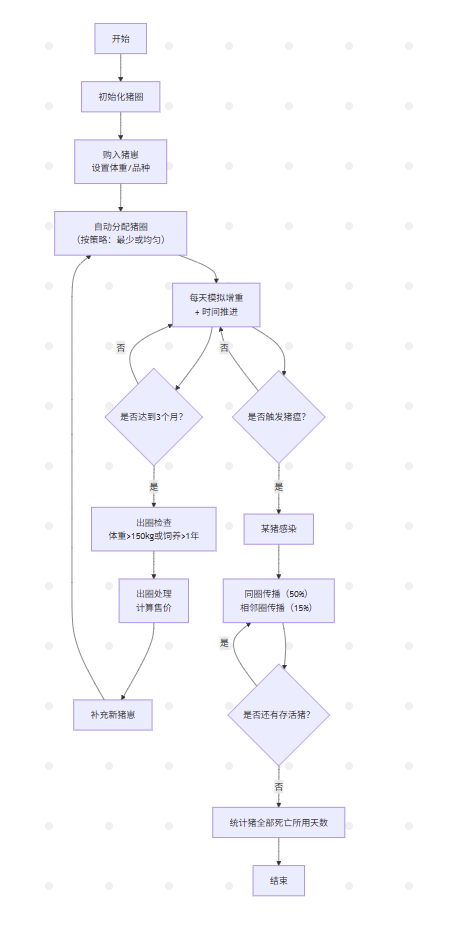 开始
初始化猪圈
购入猪崽
设置体重/品种
自动分配猪圈
（按策略：最少或均匀）
每天模拟增重
+ 时间推进
否
否
是否达到3个月？
是否触发猪瘟？
是
是
出圈检查
体重>150kg或饲养>1年
某猪感染
出圈处理
计算售价
同圈传播（50%）
相邻圈传播（15%）
是
补充新猪崽
是否还有存活猪？
否
统计猪全部死亡所用天数
结束